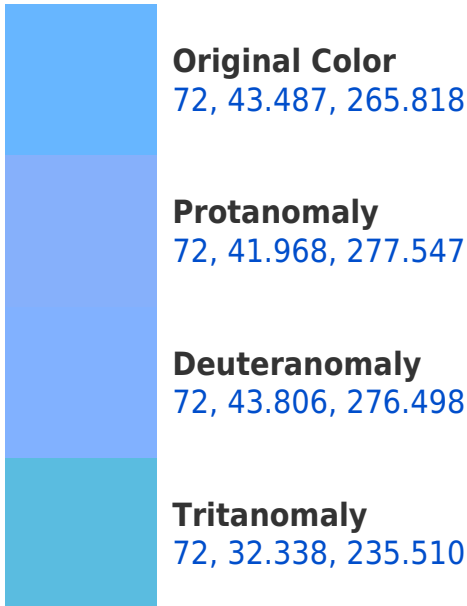 Original Color
72, 43.487, 265.818
Protanomaly
72, 41.968, 277.547
Deuteranomaly
72, 43.806, 276.498
Tritanomaly
72, 32.338, 235.510